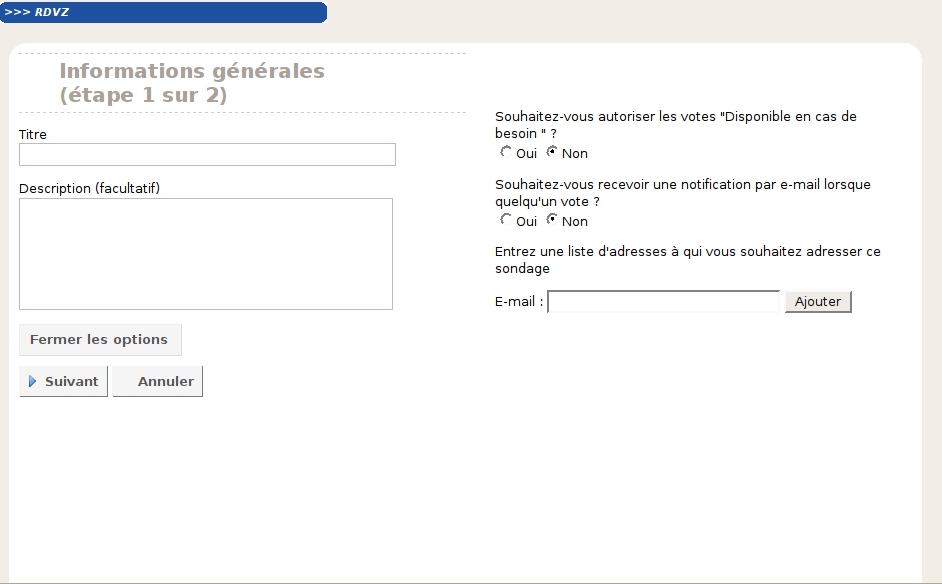 >>> RDVZ
Informations générales
(étape 1 sur 2)
Titre
Description (facultatif)
Fermer les options
Suivant
Annuler
Souhaitez-vous autoriser les votes "Disponible en cas de
besoin " ?
Oui Non
Souhaitez-vous recevoir une notification par e-mail lorsque
quelqu'un vote ?
Oui Non
Entrez une liste d'adresses à qui vous souhaitez adresser ce
sondage
E-mail : Ajouter